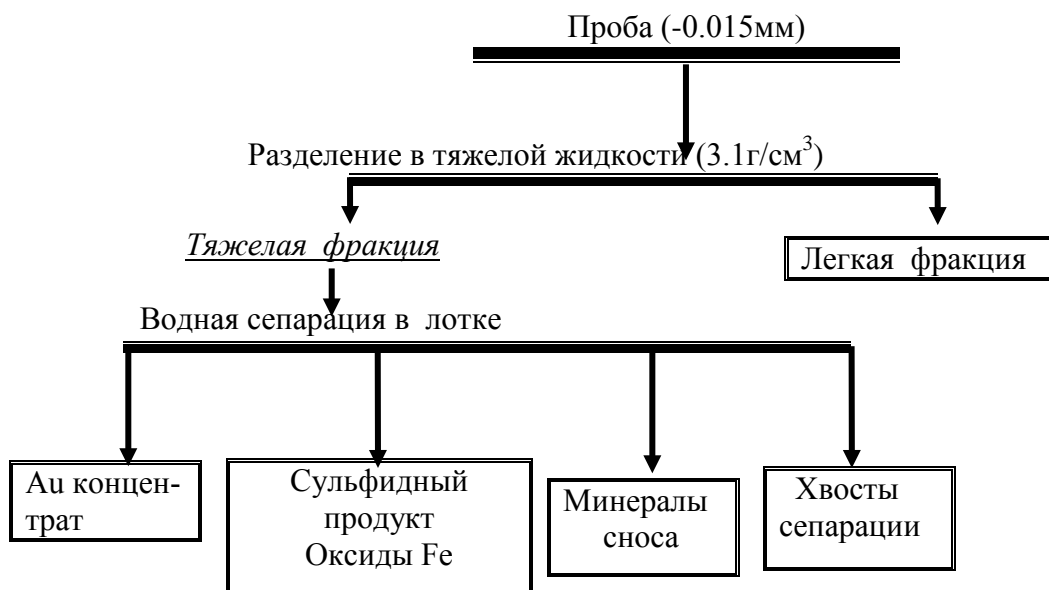 Проба (-0.015мм)
Разделение в тяжелой жидкости (3.1г/см³)
Тяжелая фракция
Легкая фракция
Водная сепарация в лотке
Au концен-
трат
Сульфидный
продукт
Оксиды Fe
Минералы
сноса
Хвосты
сепарации